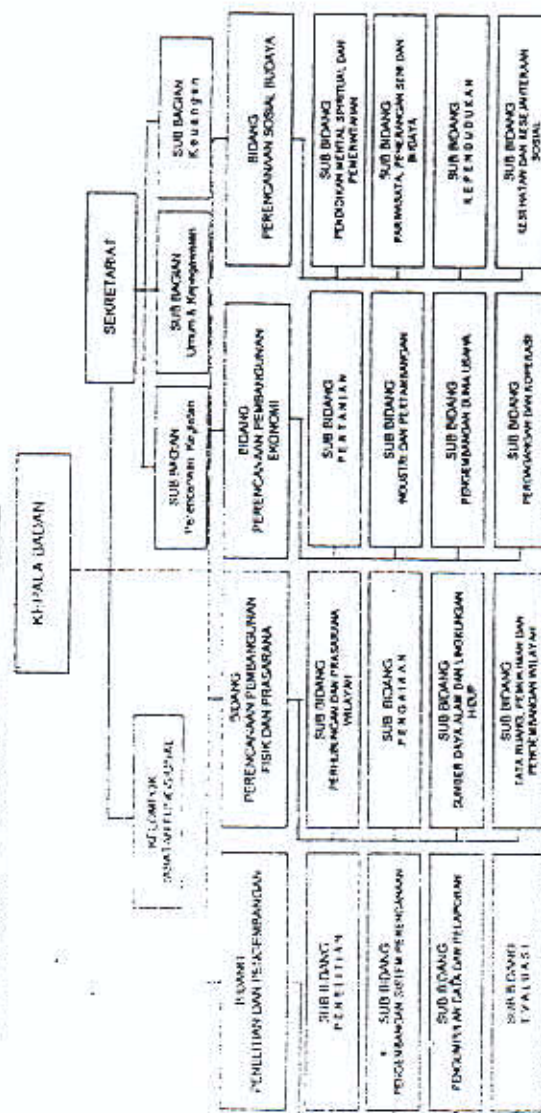 KEPALA BADAN
KELOMPOK
JABATAN FUNGSIONAL
SEKRETARIAT
SUB BAGIAN
Perencanaan Kegiatan
SUB BAGIAN
Umum & Kepegawaian
SUB BAGIAN
Keuangan
BIDANG
PENELITIAN DAN PENGEMBANGAN
BIDANG
PERENCANAAN PEMBANGUNAN
FISIK DAN PRASARANA
BIDANG
PERENCANAAN PEMBANGUNAN
EKONOMI
BIDANG
PERENCANAAN SOSIAL BUDAYA
SUB BIDANG
PENELITIAN
SUB BIDANG
PERHUBUNGAN DAN PRASARANA
WILAYAH
SUB BIDANG
PERTANIAN
SUB BIDANG
PENDIDIKAN MENTAL SPIRITUAL DAN
PEMERINTAHAN
SUB BIDANG
PENGEMBANGAN SISTEM PERENCANAAN
SUB BIDANG
PENGAIRAN
SUB BIDANG
INDUSTRI DAN PERTAMBANGAN
SUB BIDANG
PARIWISATA, PENERANGAN SENI DAN
BUDAYA
SUB BIDANG
PENGUMPULAN DATA DAN PELAPORAN
SUB BIDANG
SUMBER DAYA ALAM DAN LINGKUNGAN
HIDUP
SUB BIDANG
PENGEMBANGAN DUNIA USAHA
SUB BIDANG
KEPENDUDUKAN
SUB BIDANG
EVALUASI
SUB BIDANG
TATA RUANG, PEMUKIMAN DAN
PENGEMBANGAN WILAYAH
SUB BIDANG
PERDAGANGAN DAN KOPERASI
SUB BIDANG
KESEHATAN DAN KESEJAHTERAAN
SOSIAL